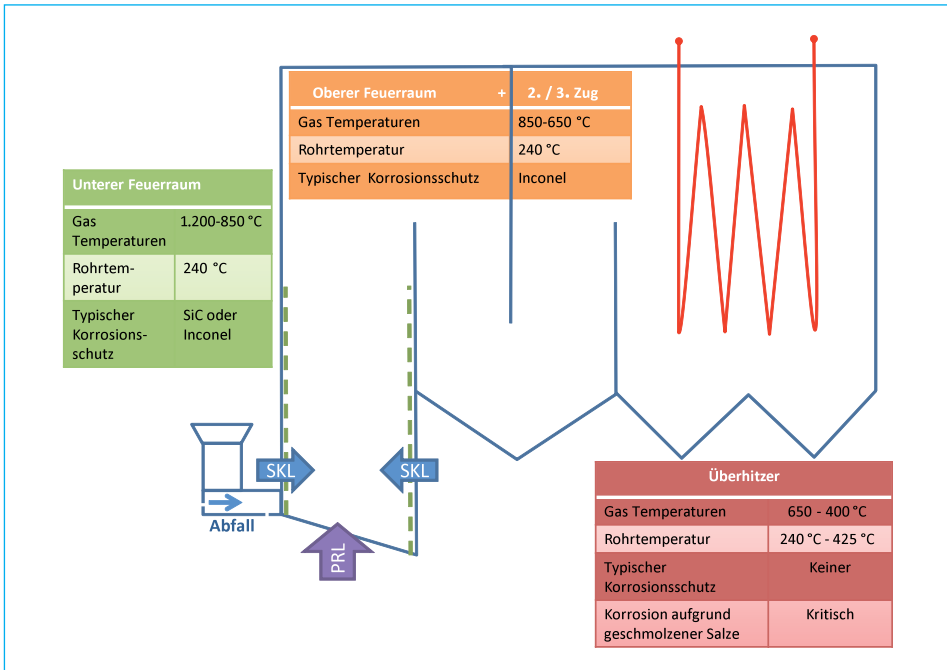 Oberer Feuerraum + 2. / 3. Zug
Gas Temperaturen 850-650 °C
Rohrtemperatur 240 °C
Typischer Korrosionsschutz Inconel
Unterer Feuerraum
Gas 1.200-850 °C
Temperaturen
Rohrtem- 240 °C
peratur
Typischer SiC oder
Korrosions- Inconel
schutz
SKL
SKL
Abfall
PRL
Überhitzer
Gas Temperaturen 650 - 400 °C
Rohrtemperatur 240 °C - 425 °C
Typischer Keiner
Korrosionsschutz
Korrosion aufgrund Kritisch
geschmolzener Salze